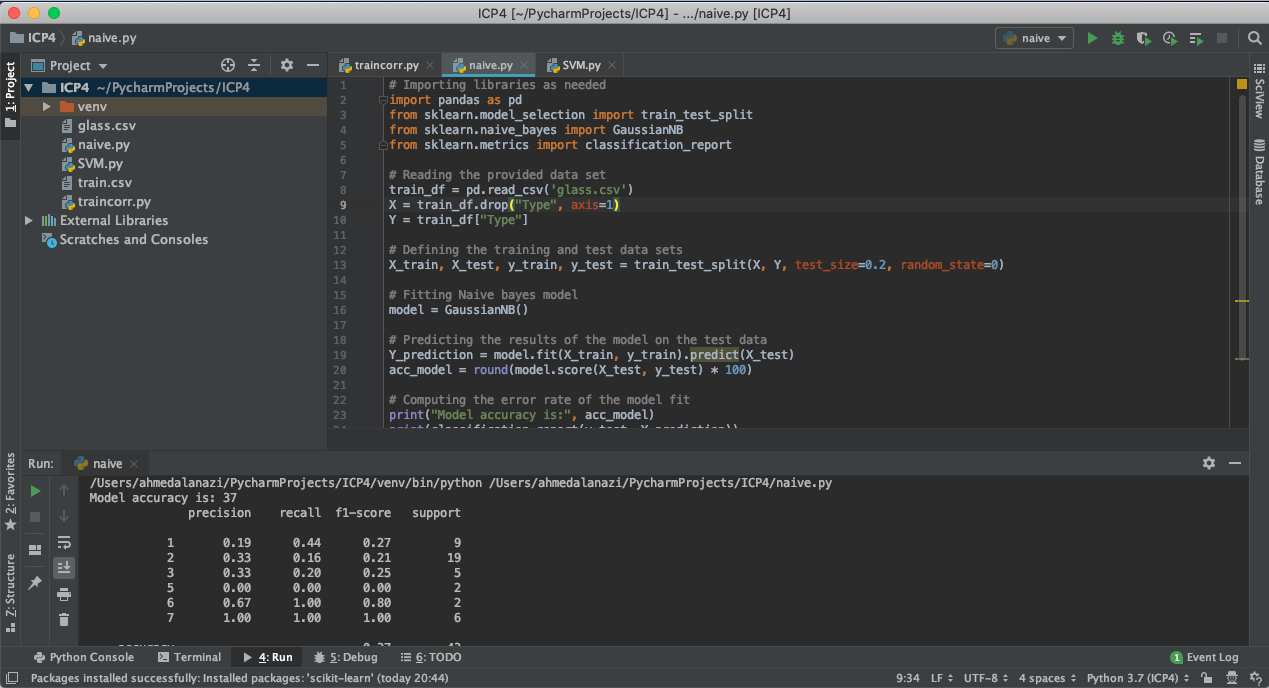 ICP4 [~/PycharmProjects/ICP4] - .../naive.py [ICP4]
ICP4 naive.py
naive
1: Project
Project
ICP4 ~/PycharmProjects/ICP4
venv
glass.csv
naive.py
SVM.py
train.csv
traincorr.py
External Libraries
Scratches and Consoles
traincorr.py naive.py SVM.py
1 # Importing libraries as needed
2 import pandas as pd
3 from sklearn.model_selection import train_test_split
4 from sklearn.naive_bayes import GaussianNB
5 from sklearn.metrics import classification_report
6
7 # Reading the provided data set
8 train_df = pd.read_csv('glass.csv')
9 X = train_df.drop("Type", axis=1)
10 Y = train_df["Type"]
11
12 # Defining the training and test data sets
13 X_train, X_test, y_train, y_test = train_test_split(X, Y, test_size=0.2, random_state=0)
14
15 # Fitting Naive bayes model
16 model = GaussianNB()
17
18 # Predicting the results of the model on the test data
19 Y_prediction = model.fit(X_train, y_train).predict(X_test)
20 acc_model = round(model.score(X_test, y_test) * 100)
21
22 # Computing the error rate of the model fit
23 print("Model accuracy is:", acc_model)
SciView
Database
Run: naive
2: Favorites
Z: Structure
/Users/ahmedalanazi/PycharmProjects/ICP4/venv/bin/python /Users/ahmedalanazi/PycharmProjects/ICP4/naive.py
Model accuracy is: 37
precision recall f1-score support
1 0.19 0.44 0.27 9
2 0.33 0.16 0.21 19
3 0.33 0.20 0.25 5
5 0.00 0.00 0.00 2
6 0.67 1.00 0.80 2
7 1.00 1.00 1.00 6
Python Console Terminal 4: Run 5: Debug 6: TODO 1 Event Log
Packages installed successfully: Installed packages: 'scikit-learn' (today 20:44) 9:34 LF UTF-8 4 spaces Python 3.7 (ICP4)